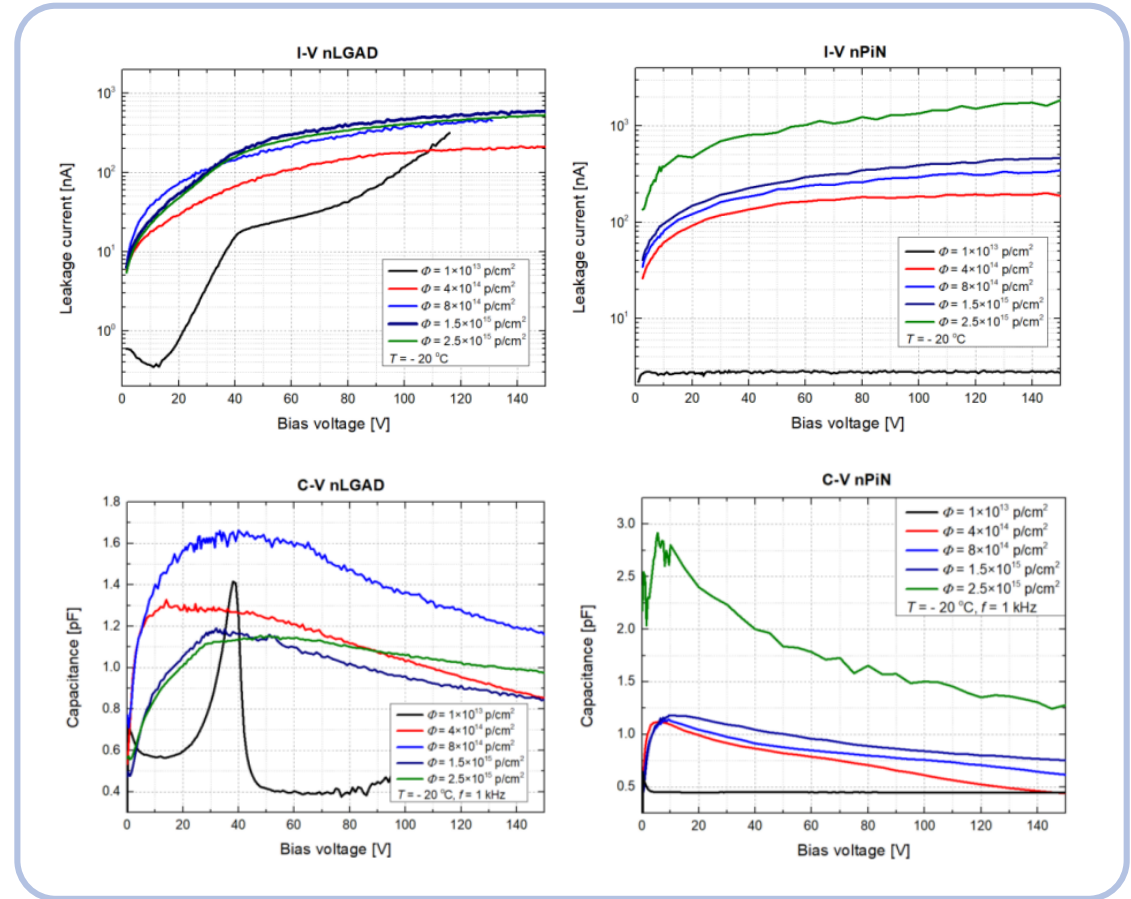 I-V nLGAD
Leakage current [nA]
10³
10²
10¹
10⁰
Φ = 1×10¹³ p/cm²
Φ = 4×10¹⁴ p/cm²
Φ = 8×10¹⁴ p/cm²
Φ = 1.5×10¹⁵ p/cm²
Φ = 2.5×10¹⁵ p/cm²
T = - 20 °C
0 20 40 60 80 100 120 140
Bias voltage [V]
I-V nPiN
Leakage current [nA]
10³
10²
10¹
Φ = 1×10¹³ p/cm²
Φ = 4×10¹⁴ p/cm²
Φ = 8×10¹⁴ p/cm²
Φ = 1.5×10¹⁵ p/cm²
Φ = 2.5×10¹⁵ p/cm²
T = - 20 °C
0 20 40 60 80 100 120 140
Bias voltage [V]
C-V nLGAD
Capacitance [pF]
1.8
1.6
1.4
1.2
1.0
0.8
0.6
0.4
Φ = 1×10¹³ p/cm²
Φ = 4×10¹⁴ p/cm²
Φ = 8×10¹⁴ p/cm²
Φ = 1.5×10¹⁵ p/cm²
Φ = 2.5×10¹⁵ p/cm²
T = - 20°C, f = 1 kHz
0 20 40 60 80 100 120 140
Bias voltage [V]
C-V nPiN
Capacitance [pF]
3.0
2.5
2.0
1.5
1.0
0.5
Φ = 1×10¹³ p/cm²
Φ = 4×10¹⁴ p/cm²
Φ = 8×10¹⁴ p/cm²
Φ = 1.5×10¹⁵ p/cm²
Φ = 2.5×10¹⁵ p/cm²
T = - 20 °C, f = 1 kHz
0 20 40 60 80 100 120 140
Bias voltage [V]